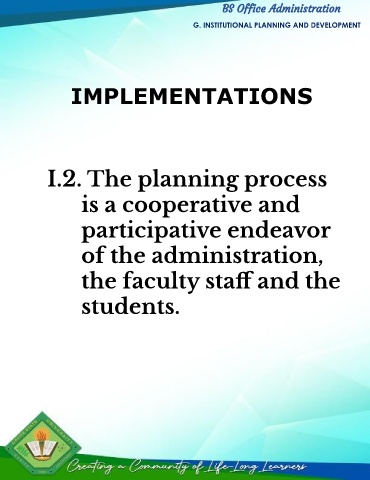 BS Office Administration
G. INSTITUTIONAL PLANNING AND DEVELOPMENT
IMPLEMENTATIONS
I.2. The planning process
is a cooperative and
participative endeavor
of the administration,
the faculty staff and the
students.
Creating a Community of Life-Long Learners